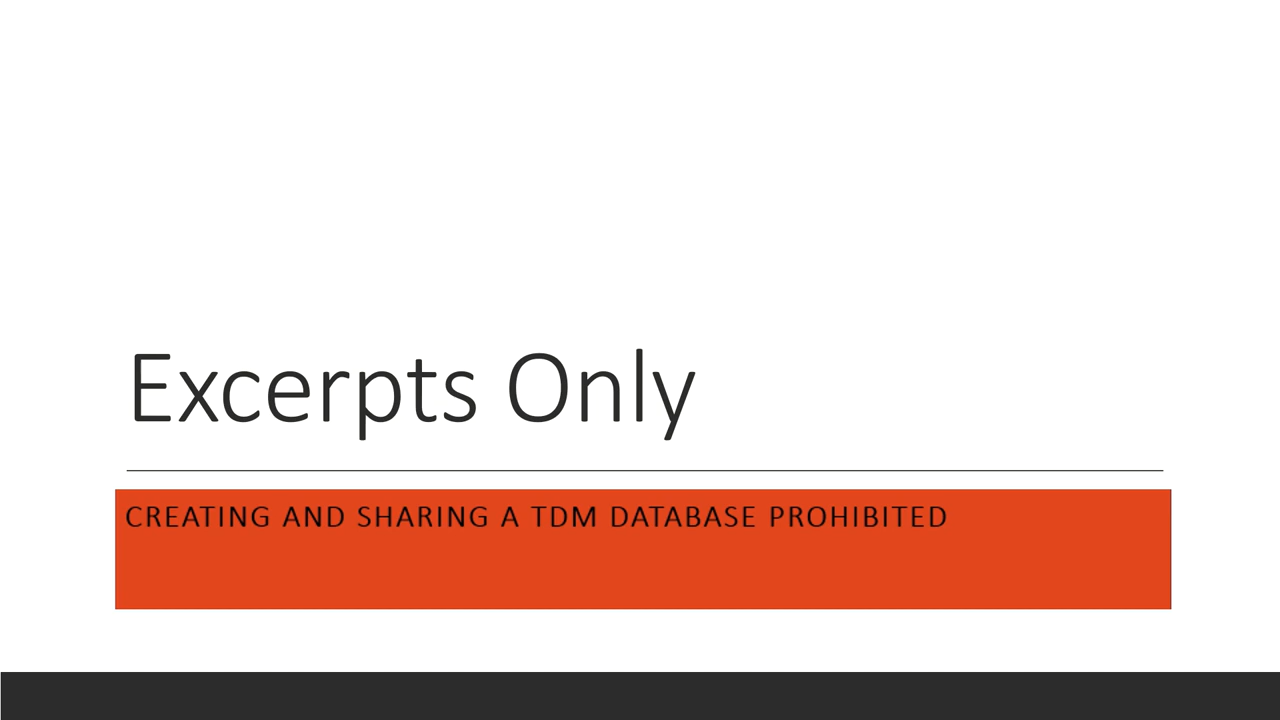 Excerpts Only
CREATING AND SHARING A TDM DATABASE PROHIBITED